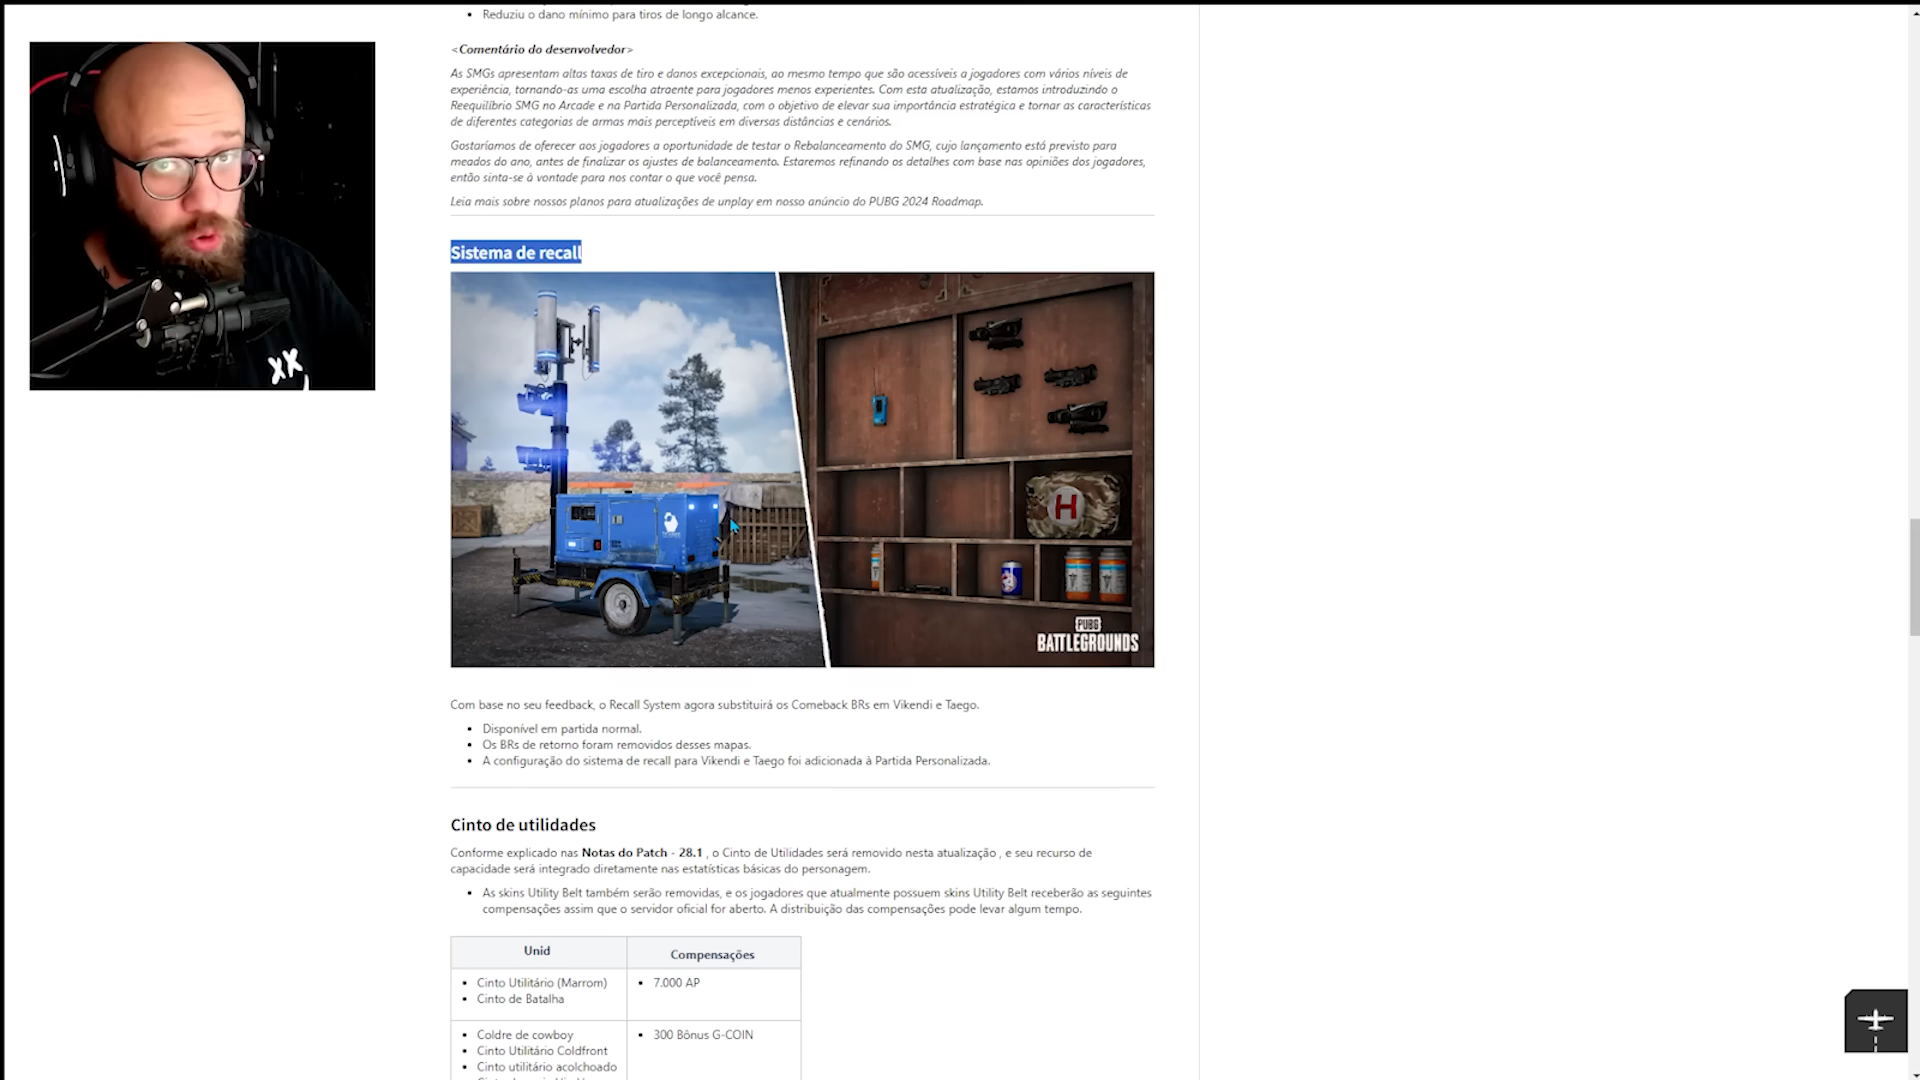 Reduziu o dano mínimo para tiros de longo alcance.
<Comentário do desenvolvedor>
As SMGs apresentam altas taxas de tiro e danos excepcionais, ao mesmo tempo que são acessíveis a jogadores com vários níveis de
experiência, tornando-as uma escolha atraente para jogadores menos experientes. Com esta atualização, estamos introduzindo o
Reequilíbrio SMG no Arcade e na Partida Personalizada, com o objetivo de elevar sua importância estratégica e tornar as características
de diferentes categorias de armas mais perceptíveis em diversas distâncias e cenários.
Gostaríamos de oferecer aos jogadores a oportunidade de testar o Rebalanceamento do SMG, cujo lançamento está previsto para
meados do ano, antes de finalizar os ajustes de balanceamento. Estaremos refinando os detalhes com base nas opiniões dos jogadores,
então sinta-se à vontade para nos contar o que você pensa.
Leia mais sobre nossos planos para atualizações de unplay em nosso anúncio do PUBG 2024 Roadmap.
Sistema de recall
H
PUBG
BATTLEGROUNDS
XX
Com base no seu feedback, o Recall System agora substituirá os Comeback BRs em Vikendi e Taego.
Disponível em partida normal.
Os BRs de retorno foram removidos desses mapas.
A configuração do sistema de recall para Vikendi e Taego foi adicionada à Partida Personalizada.
Cinto de utilidades
Conforme explicado nas Notas do Patch - 28.1 , o Cinto de Utilidades será removido nesta atualização , e seu recurso de
capacidade será integrado diretamente nas estatísticas básicas do personagem.
As skins Utility Belt também serão removidas, e os jogadores que atualmente possuem skins Utility Belt receberão as seguintes
compensações assim que o servidor oficial for aberto. A distribuição das compensações pode levar algum tempo.
Unid
Compensações
Cinto Utilitário (Marrom)
Cinto de Batalha
7.000 AP
Coldre de cowboy
Cinto Utilitário Coldfront
Cinto utilitário acolchoado
300 Bônus G-COIN